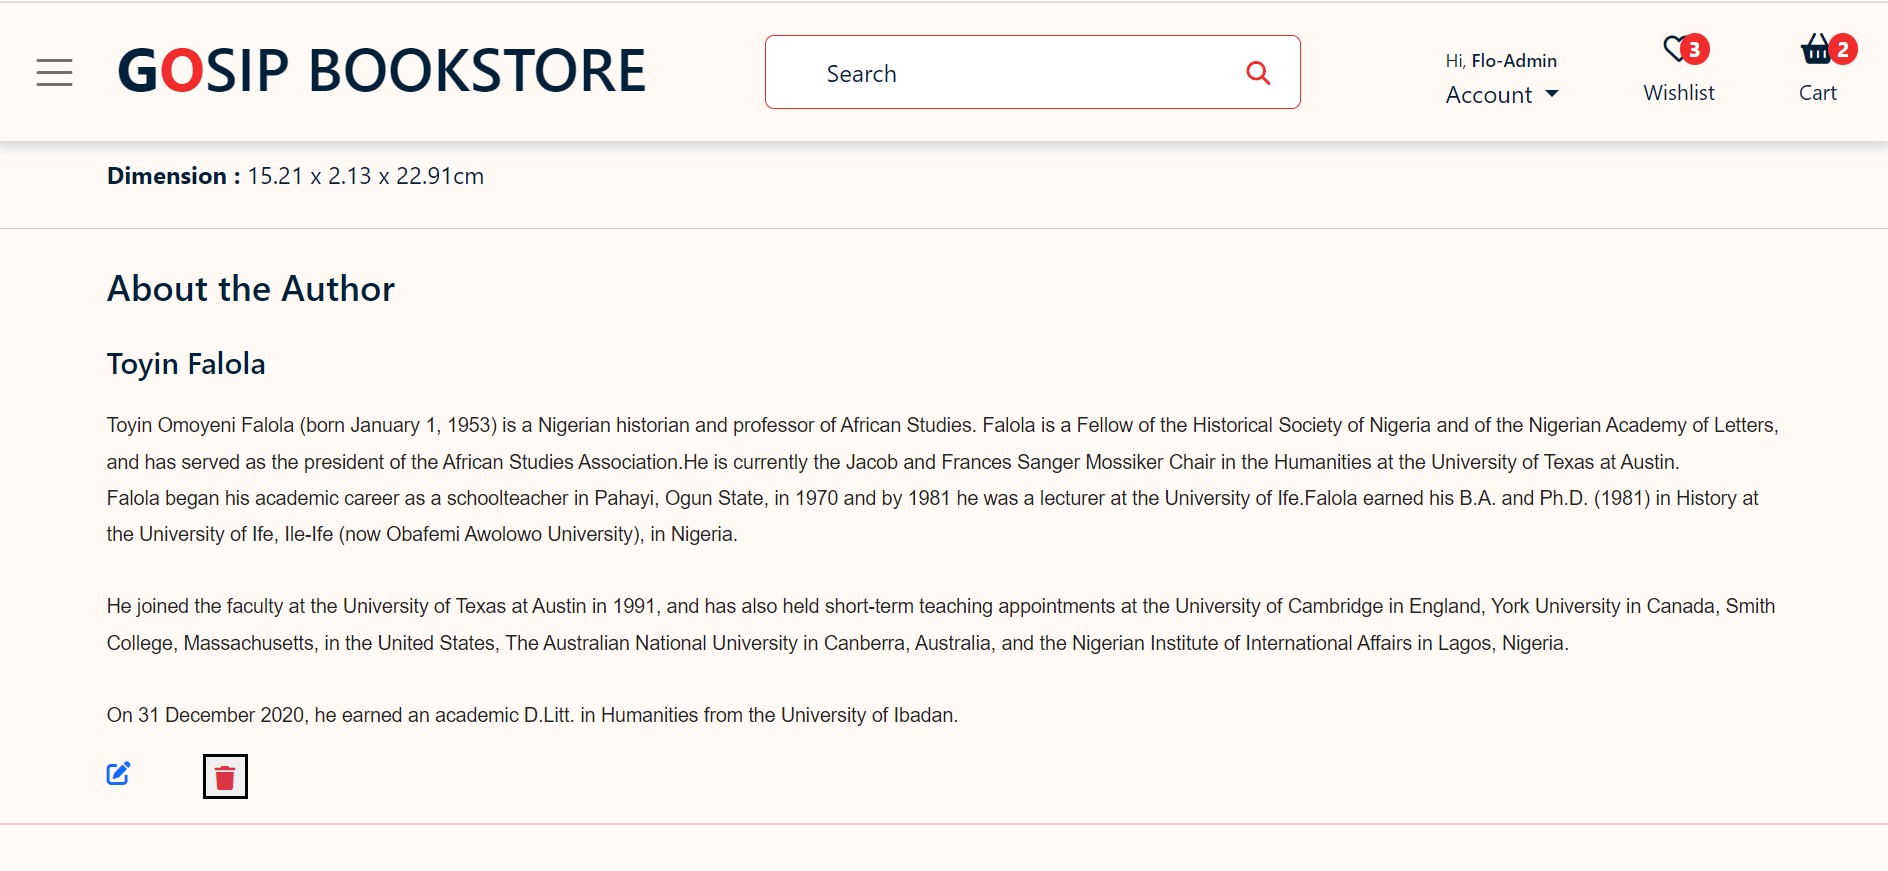 GOSIP BOOKSTORE
Search
Hi, Flo-Admin
Account
3
Wishlist
2
Cart
Dimension : 15.21 x 2.13 x 22.91cm
About the Author
Toyin Falola
Toyin Omoyeni Falola (born January 1, 1953) is a Nigerian historian and professor of African Studies. Falola is a Fellow of the Historical Society of Nigeria and of the Nigerian Academy of Letters,
and has served as the president of the African Studies Association.He is currently the Jacob and Frances Sanger Mossiker Chair in the Humanities at the University of Texas at Austin.
Falola began his academic career as a schoolteacher in Pahayi, Ogun State, in 1970 and by 1981 he was a lecturer at the University of Ife.Falola earned his B.A. and Ph.D. (1981) in History at
the University of Ife, Ile-Ife (now Obafemi Awolowo University), in Nigeria.
He joined the faculty at the University of Texas at Austin in 1991, and has also held short-term teaching appointments at the University of Cambridge in England, York University in Canada, Smith
College, Massachusetts, in the United States, The Australian National University in Canberra, Australia, and the Nigerian Institute of International Affairs in Lagos, Nigeria.
On 31 December 2020, he earned an academic D.Litt. in Humanities from the University of Ibadan.